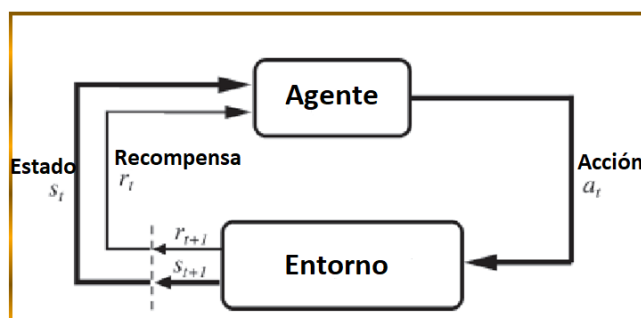 Agente
Estado
s_t
Recompensa
r_t
Acción
a_t
r_{t+1}
s_{t+1}
Entorno